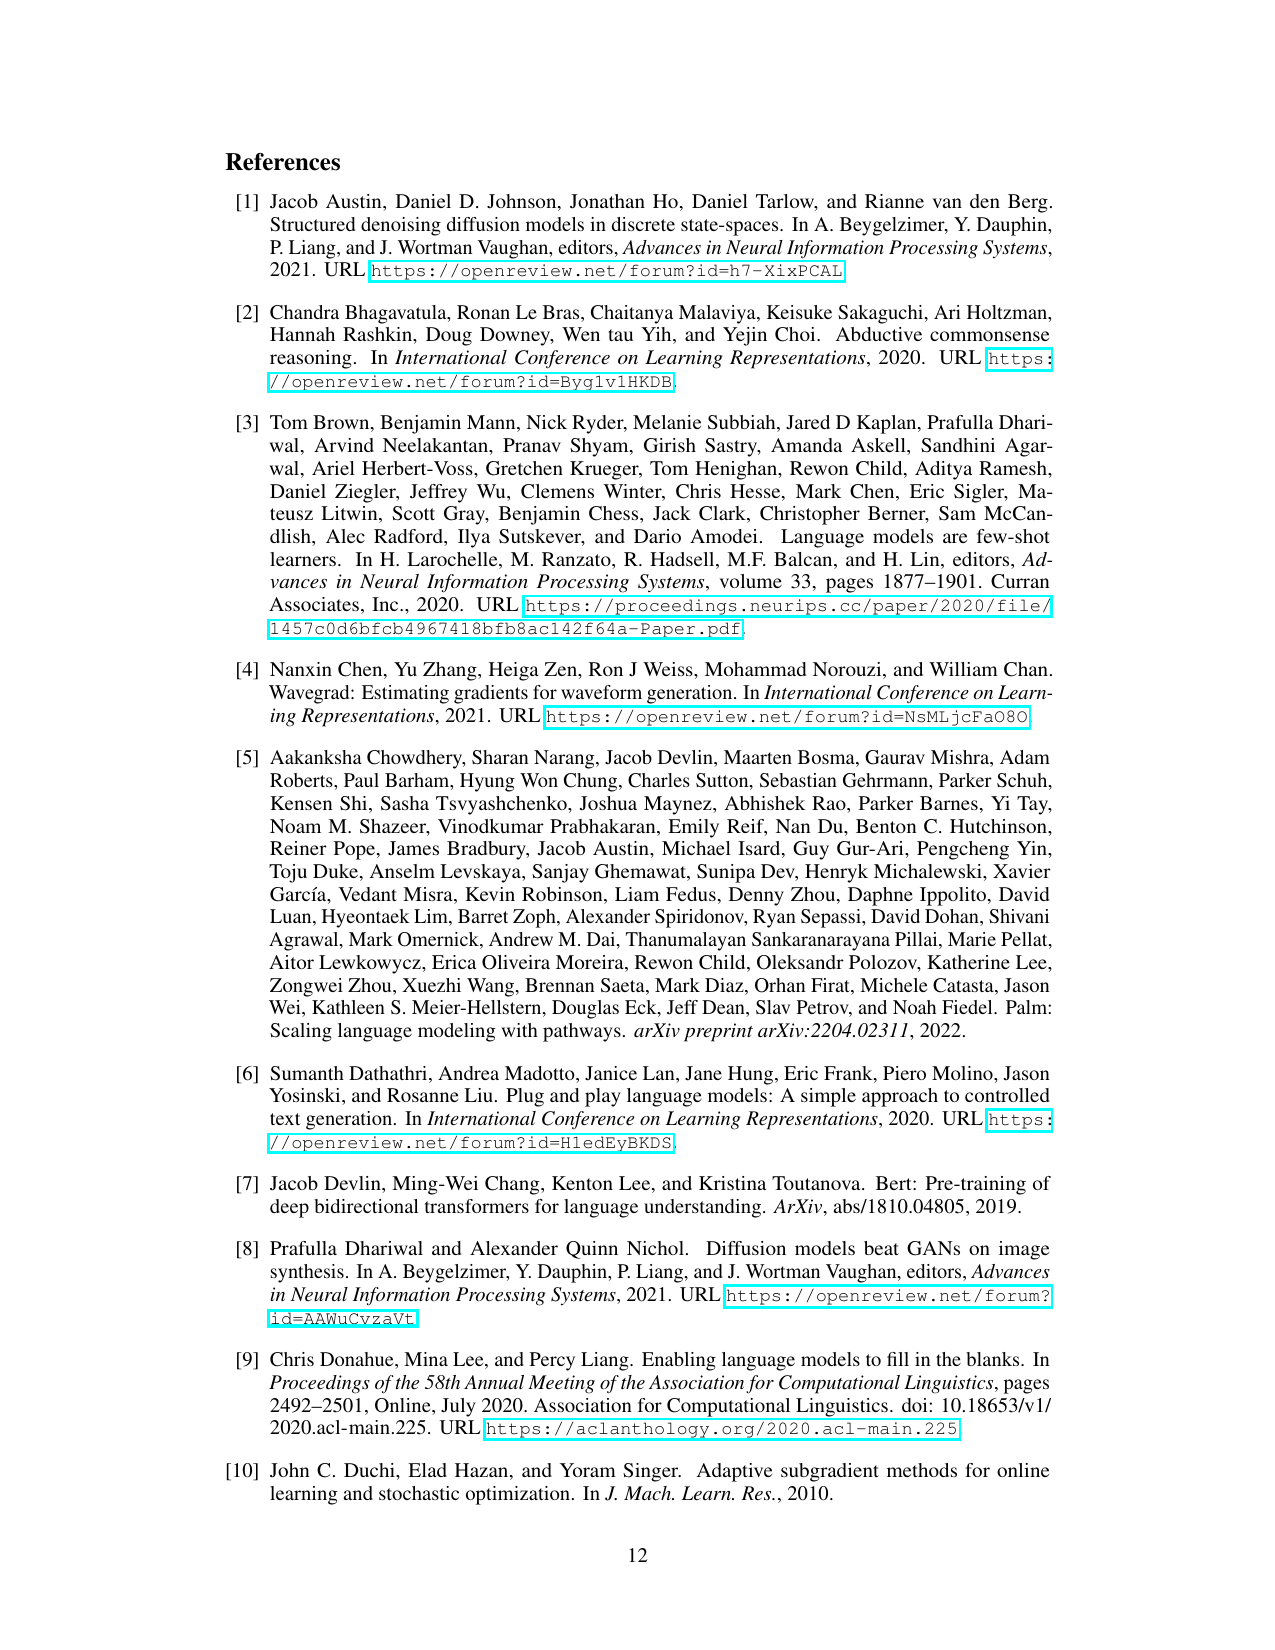 References
[1] Jacob Austin, Daniel D. Johnson, Jonathan Ho, Daniel Tarlow, and Rianne van den Berg.
Structured denoising diffusion models in discrete state-spaces. In A. Beygelzimer, Y. Dauphin,
P. Liang, and J. Wortman Vaughan, editors, Advances in Neural Information Processing Systems,
2021. URL https://openreview.net/forum?id=h7-XixPCAL.
[2] Chandra Bhagavatula, Ronan Le Bras, Chaitanya Malaviya, Keisuke Sakaguchi, Ari Holtzman,
Hannah Rashkin, Doug Downey, Wen tau Yih, and Yejin Choi. Abductive commonsense
reasoning. In International Conference on Learning Representations, 2020. URL https:
//openreview.net/forum?id=Byg1v1HKDB.
[3] Tom Brown, Benjamin Mann, Nick Ryder, Melanie Subbiah, Jared D Kaplan, Prafulla Dhari-
wal, Arvind Neelakantan, Pranav Shyam, Girish Sastry, Amanda Askell, Sandhini Agar-
wal, Ariel Herbert-Voss, Gretchen Krueger, Tom Henighan, Rewon Child, Aditya Ramesh,
Daniel Ziegler, Jeffrey Wu, Clemens Winter, Chris Hesse, Mark Chen, Eric Sigler, Ma-
teusz Litwin, Scott Gray, Benjamin Chess, Jack Clark, Christopher Berner, Sam McCan-
dlish, Alec Radford, Ilya Sutskever, and Dario Amodei. Language models are few-shot
learners. In H. Larochelle, M. Ranzato, R. Hadsell, M.F. Balcan, and H. Lin, editors, Ad-
vances in Neural Information Processing Systems, volume 33, pages 1877–1901. Curran
Associates, Inc., 2020. URL https://proceedings.neurips.cc/paper/2020/file/
1457c0d6bfcb4967418bfb8ac142f64a-Paper.pdf.
[4] Nanxin Chen, Yu Zhang, Heiga Zen, Ron J Weiss, Mohammad Norouzi, and William Chan.
Wavegrad: Estimating gradients for waveform generation. In International Conference on Learn-
ing Representations, 2021. URL https://openreview.net/forum?id=NsMLjcFaO8O.
[5] Aakanksha Chowdhery, Sharan Narang, Jacob Devlin, Maarten Bosma, Gaurav Mishra, Adam
Roberts, Paul Barham, Hyung Won Chung, Charles Sutton, Sebastian Gehrmann, Parker Schuh,
Kensen Shi, Sasha Tsvyashchenko, Joshua Maynez, Abhishek Rao, Parker Barnes, Yi Tay,
Noam M. Shazeer, Vinodkumar Prabhakaran, Emily Reif, Nan Du, Benton C. Hutchinson,
Reiner Pope, James Bradbury, Jacob Austin, Michael Isard, Guy Gur-Ari, Pengcheng Yin,
Toju Duke, Anselm Levskaya, Sanjay Ghemawat, Sunipa Dev, Henryk Michalewski, Xavier
García, Vedant Misra, Kevin Robinson, Liam Fedus, Denny Zhou, Daphne Ippolito, David
Luan, Hyeontaek Lim, Barret Zoph, Alexander Spiridonov, Ryan Sepassi, David Dohan, Shivani
Agrawal, Mark Omernick, Andrew M. Dai, Thanumalayan Sankaranarayana Pillai, Marie Pellat,
Aitor Lewkowycz, Erica Oliveira Moreira, Rewon Child, Oleksandr Polozov, Katherine Lee,
Zongwei Zhou, Xuezhi Wang, Brennan Saeta, Mark Diaz, Orhan Firat, Michele Catasta, Jason
Wei, Kathleen S. Meier-Hellstern, Douglas Eck, Jeff Dean, Slav Petrov, and Noah Fiedel. Palm:
Scaling language modeling with pathways. arXiv preprint arXiv:2204.02311, 2022.
[6] Sumanth Dathathri, Andrea Madotto, Janice Lan, Jane Hung, Eric Frank, Piero Molino, Jason
Yosinski, and Rosanne Liu. Plug and play language models: A simple approach to controlled
text generation. In International Conference on Learning Representations, 2020. URL https:
//openreview.net/forum?id=H1edEyBKDS.
[7] Jacob Devlin, Ming-Wei Chang, Kenton Lee, and Kristina Toutanova. Bert: Pre-training of
deep bidirectional transformers for language understanding. ArXiv, abs/1810.04805, 2019.
[8] Prafulla Dhariwal and Alexander Quinn Nichol. Diffusion models beat GANs on image
synthesis. In A. Beygelzimer, Y. Dauphin, P. Liang, and J. Wortman Vaughan, editors, Advances
in Neural Information Processing Systems, 2021. URL https://openreview.net/forum?
id=AAWuCvzaVt.
[9] Chris Donahue, Mina Lee, and Percy Liang. Enabling language models to fill in the blanks. In
Proceedings of the 58th Annual Meeting of the Association for Computational Linguistics, pages
2492–2501, Online, July 2020. Association for Computational Linguistics. doi: 10.18653/v1/
2020.acl-main.225. URL https://aclanthology.org/2020.acl-main.225.
[10] John C. Duchi, Elad Hazan, and Yoram Singer. Adaptive subgradient methods for online
learning and stochastic optimization. In J. Mach. Learn. Res., 2010.
12